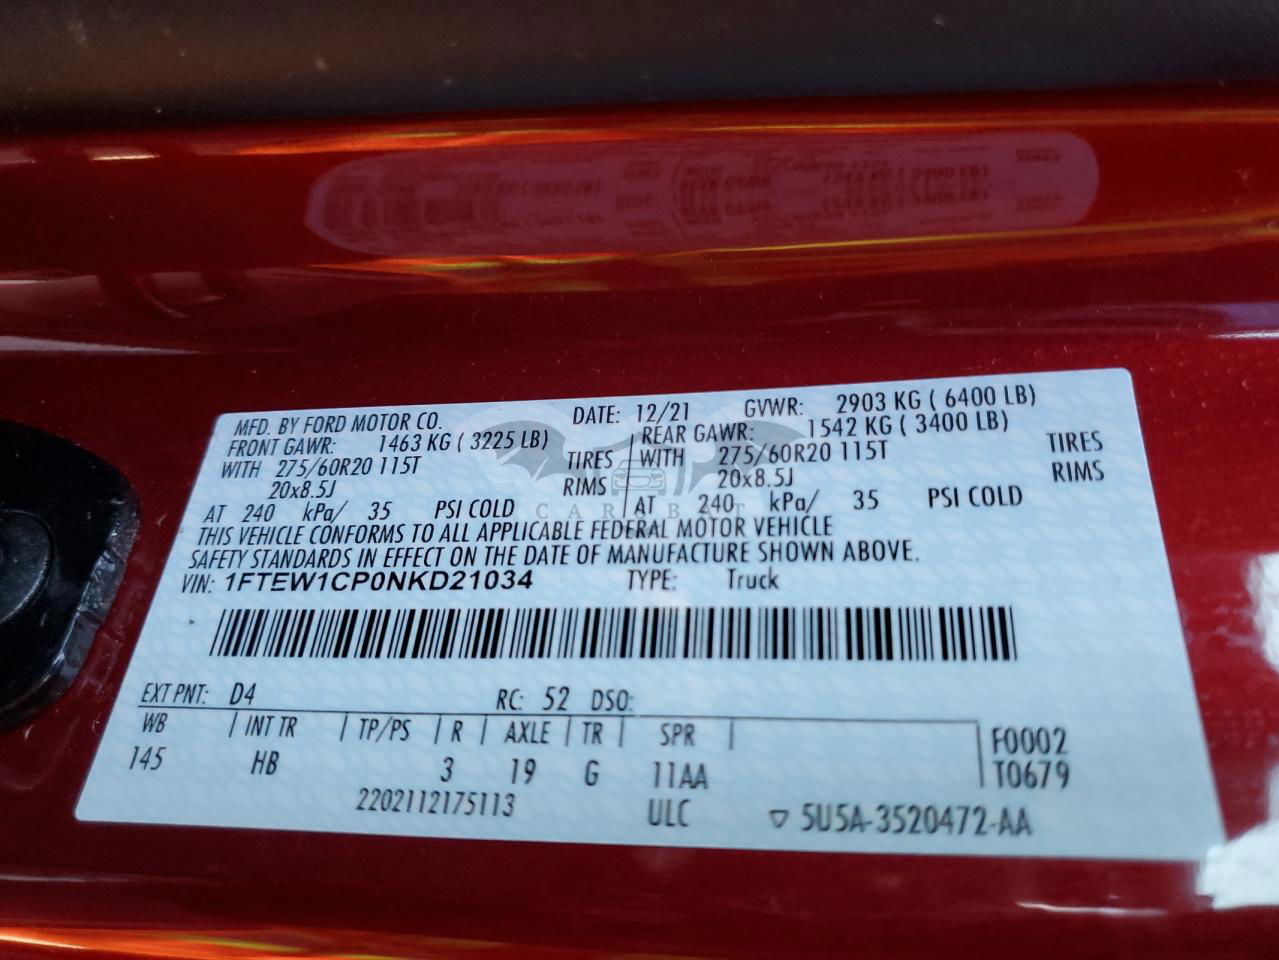 MFD. BY FORD MOTOR CO. DATE: 12/21 GVWR: 2903 KG ( 6400 LB)
FRONT GAWR: 1463 KG ( 3225 LB) REAR GAWR: 1542 KG ( 3400 LB)
WITH 275/60R20 115T TIRES WITH 275/60R20 115T TIRES
20x8.5J RIMS 20x8.5J RIMS
AT 240 kPa/ 35 PSI COLD AT 240 kPa/ 35 PSI COLD
THIS VEHICLE CONFORMS TO ALL APPLICABLE FEDERAL MOTOR VEHICLE
SAFETY STANDARDS IN EFFECT ON THE DATE OF MANUFACTURE SHOWN ABOVE.
VIN: 1FTEW1CP0NKD21034 TYPE: Truck
EXT PNT: D4 RC: 52 DSO:
WB INT TR TP/PS R AXLE TR SPR F0002
145 HB 3 19 G 11AA T0679
2202112175113 ULC ▽ 5U5A-3520472-AA